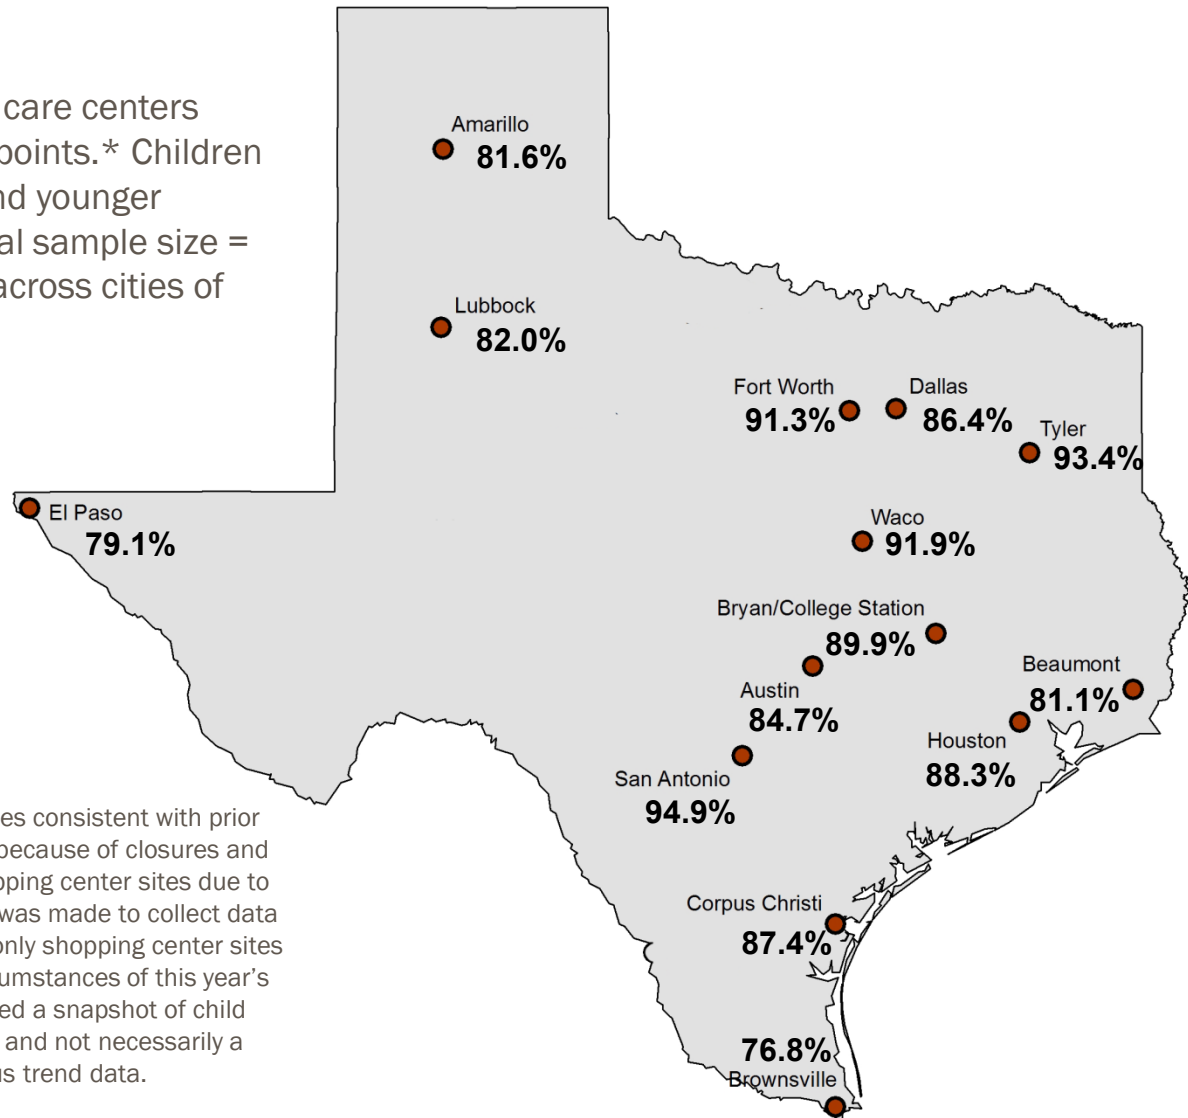 care centers
points.* Children
nd younger
al sample size =
across cities of
Amarillo
81.6%
Lubbock
82.0%
Fort Worth
91.3%
Dallas
86.4%
Tyler
93.4%
El Paso
79.1%
Waco
91.9%
Bryan/College Station
89.9%
Austin
84.7%
Beaumont
81.1%
Houston
88.3%
San Antonio
94.9%
es consistent with prior
because of closures and
pping center sites due to
was made to collect data
only shopping center sites
cumstances of this year's
ed a snapshot of child
and not necessarily a
us trend data.
Corpus Christi
87.4%
76.8%
Brownsville